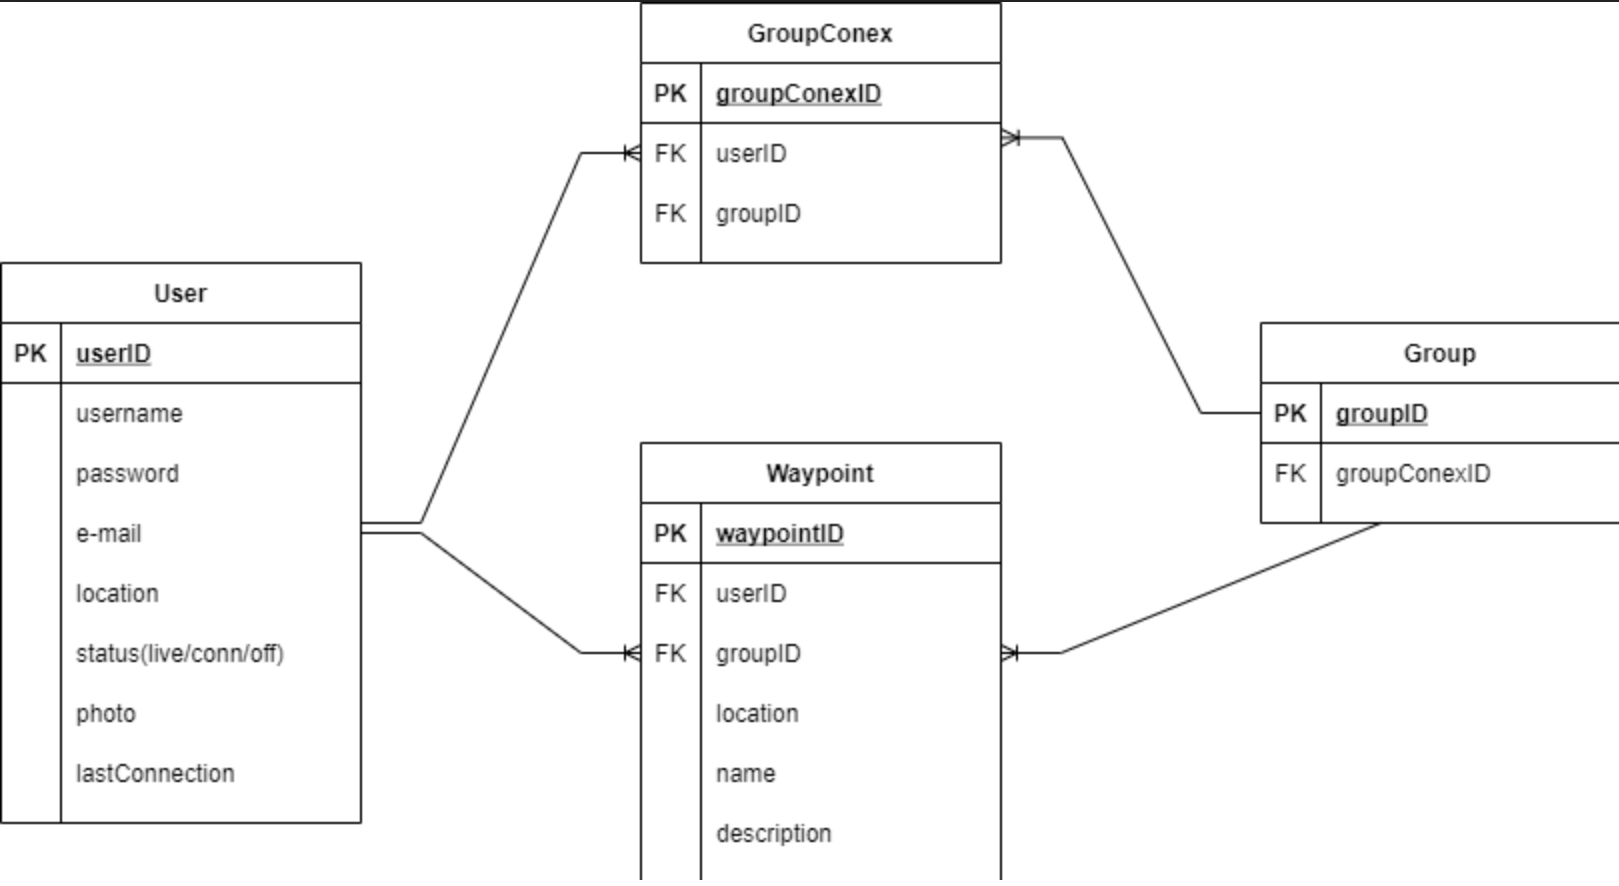 GroupConex
PK groupConexID
FK userID
FK groupID
User
PK userID
username
password
e-mail
location
status(live/conn/off)
photo
lastConnection
Waypoint
PK waypointID
FK userID
FK groupID
location
name
description
Group
PK groupID
FK groupConexID